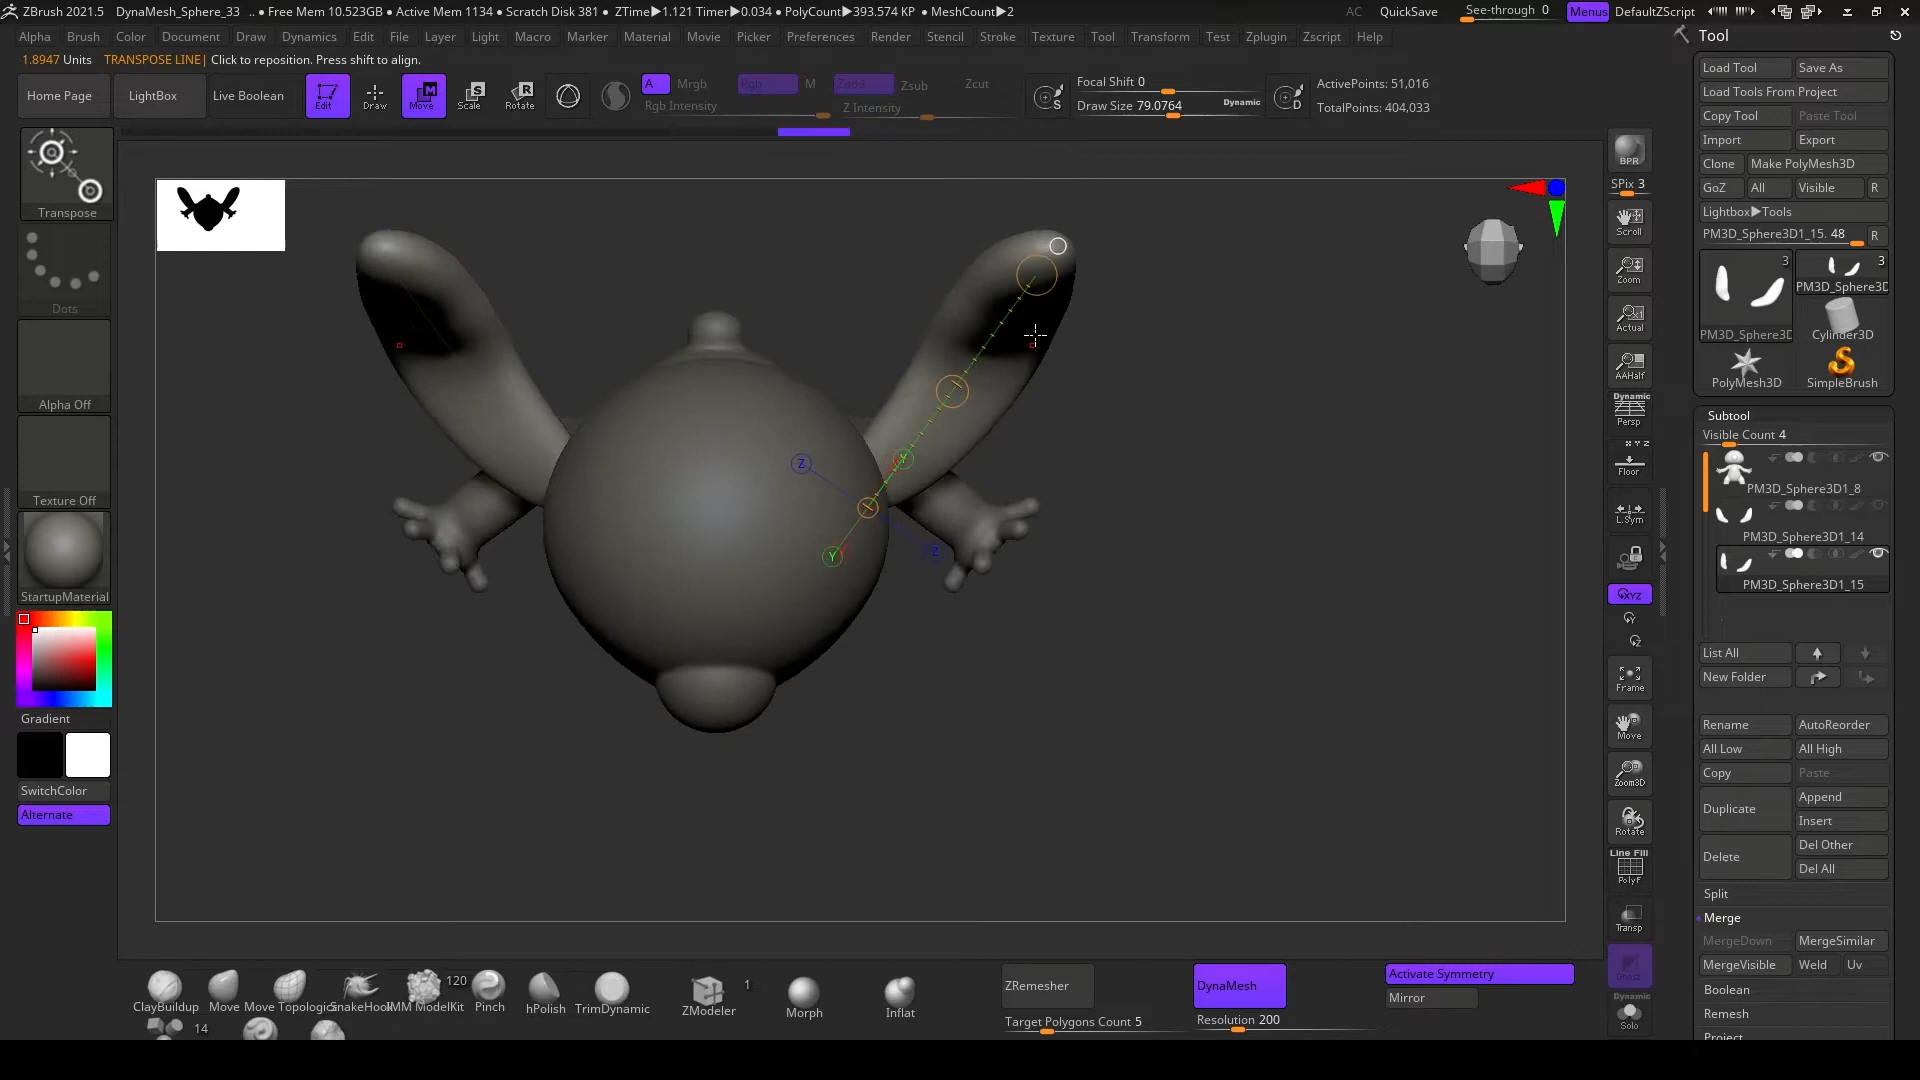 ZBrush 2021.5 DynaMesh_Sphere_33 .. • Free Mem 10.523GB • Active Mem 1134 • Scratch Disk 381 • ZTime▶1.121 Timer▶0.034 • PolyCount▶393.574 KP • MeshCount▶2 AC QuickSave See-through 0 Menus DefaultZScript
Alpha Brush Color Document Draw Dynamics Edit File Layer Light Macro Marker Material Movie Picker Preferences Render Stencil Stroke Texture Tool Transform Test Zplugin Zscript Help
1.8947 Units TRANSPOSE LINE| Click to reposition. Press shift to align.
Home Page LightBox Live Boolean Edit Draw Move Scale Rotate
A Mrgb Rgb M Zadd Zsub Zcut
Rgb Intensity Z Intensity
S Focal Shift 0
Draw Size 79.0764 Dynamic D
ActivePoints: 51,016
TotalPoints: 404,033
Transpose
Dots
Alpha Off
Texture Off
StartupMaterial
Gradient
SwitchColor
Alternate
Z Y
Y Z
BPR
SPix 3
Scroll
Zoom
Actual
AAHalf
Dynamic
Persp
X Y Z
Floor
L.Sym
XYZ
Y
Z
Frame
Move
Zoom3D
Rotate
Line Fill
PolyF
Transp
Ghost
Dynamic
Solo
Tool
Load Tool Save As
Load Tools From Project
Copy Tool Paste Tool
Import Export
Clone Make PolyMesh3D
GoZ All Visible R
Lightbox▶Tools
PM3D_Sphere3D1_15. 48 R
3 3
PM3D_Sphere3D
PM3D_Sphere3D Cylinder3D
PolyMesh3D SimpleBrush
Subtool
Visible Count 4
PM3D_Sphere3D1_8
PM3D_Sphere3D1_14
PM3D_Sphere3D1_15
List All
New Folder
Rename AutoReorder
All Low All High
Copy Paste
Duplicate Append
Insert
Delete Del Other
Del All
Split
Merge
MergeDown MergeSimilar
MergeVisible Weld Uv
Boolean
Remesh
Project
ClayBuildup Move Move Topologic SnakeHook IMM ModelKit 120 Pinch hPolish TrimDynamic ZModeler 1 Morph Inflat
14
ZRemesher
Target Polygons Count 5
DynaMesh
Resolution 200
Activate Symmetry
Mirror